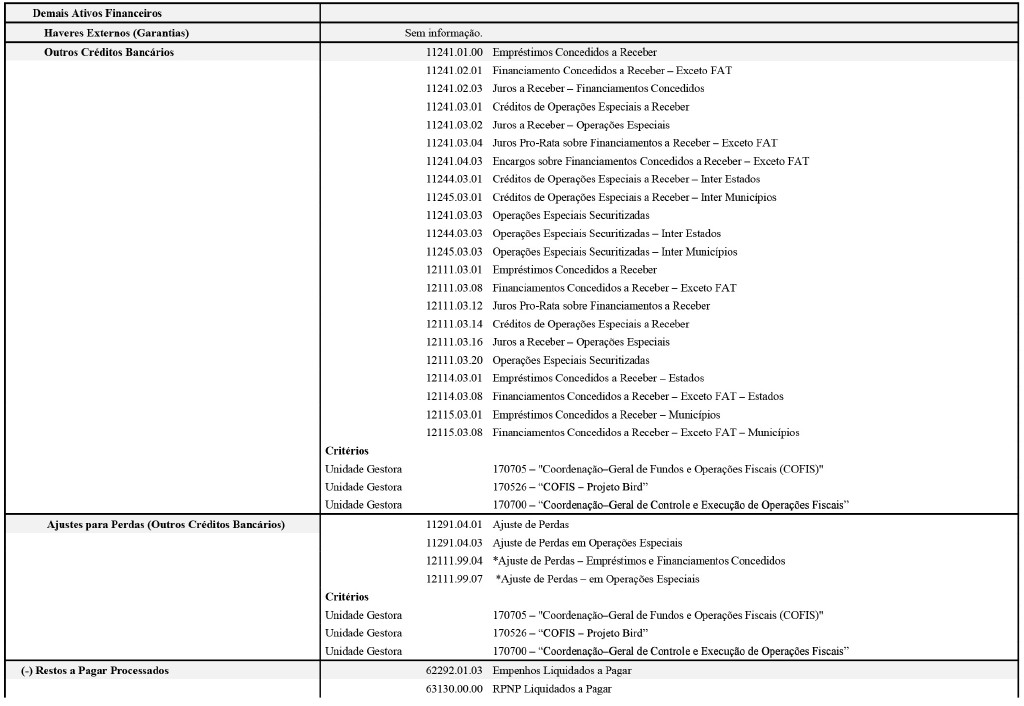 Demais Ativos Financeiros
Haveres Externos (Garantias) Sem informação.
Outros Créditos Bancários 11241.01.00 Empréstimos Concedidos a Receber
11241.02.01 Financiamento Concedidos a Receber – Exceto FAT
11241.02.03 Juros a Receber – Financiamentos Concedidos
11241.03.01 Créditos de Operações Especiais a Receber
11241.03.02 Juros a Receber – Operações Especiais
11241.03.04 Juros Pro-Rata sobre Financiamentos a Receber – Exceto FAT
11241.04.03 Encargos sobre Financiamentos Concedidos a Receber – Exceto FAT
11244.03.01 Créditos de Operações Especiais a Receber – Inter Estados
11245.03.01 Créditos de Operações Especiais a Receber – Inter Municípios
11241.03.03 Operações Especiais Securitizadas
11244.03.03 Operações Especiais Securitizadas – Inter Estados
11245.03.03 Operações Especiais Securitizadas – Inter Municípios
12111.03.01 Empréstimos Concedidos a Receber
12111.03.08 Financiamentos Concedidos a Receber – Exceto FAT
12111.03.12 Juros Pro-Rata sobre Financiamentos a Receber
12111.03.14 Créditos de Operações Especiais a Receber
12111.03.16 Juros a Receber – Operações Especiais
12111.03.20 Operações Especiais Securitizadas
12114.03.01 Empréstimos Concedidos a Receber – Estados
12114.03.08 Financiamentos Concedidos a Receber – Exceto FAT – Estados
12115.03.01 Empréstimos Concedidos a Receber – Municípios
12115.03.08 Financiamentos Concedidos a Receber – Exceto FAT – Municípios
Critérios
Unidade Gestora 170705 – "Coordenação–Geral de Fundos e Operações Fiscais (COFIS)"
Unidade Gestora 170526 – “COFIS – Projeto Bird”
Unidade Gestora 170700 – “Coordenação–Geral de Controle e Execução de Operações Fiscais”
Ajustes para Perdas (Outros Créditos Bancários) 11291.04.01 Ajuste de Perdas
11291.04.03 Ajuste de Perdas em Operações Especiais
12111.99.04 *Ajuste de Perdas – Empréstimos e Financiamentos Concedidos
12111.99.07 *Ajuste de Perdas – em Operações Especiais
Critérios
Unidade Gestora 170705 – "Coordenação–Geral de Fundos e Operações Fiscais (COFIS)"
Unidade Gestora 170526 – “COFIS – Projeto Bird”
Unidade Gestora 170700 – “Coordenação–Geral de Controle e Execução de Operações Fiscais”
(-) Restos a Pagar Processados 62292.01.03 Empenhos Liquidados a Pagar
63130.00.00 RPNP Liquidados a Pagar